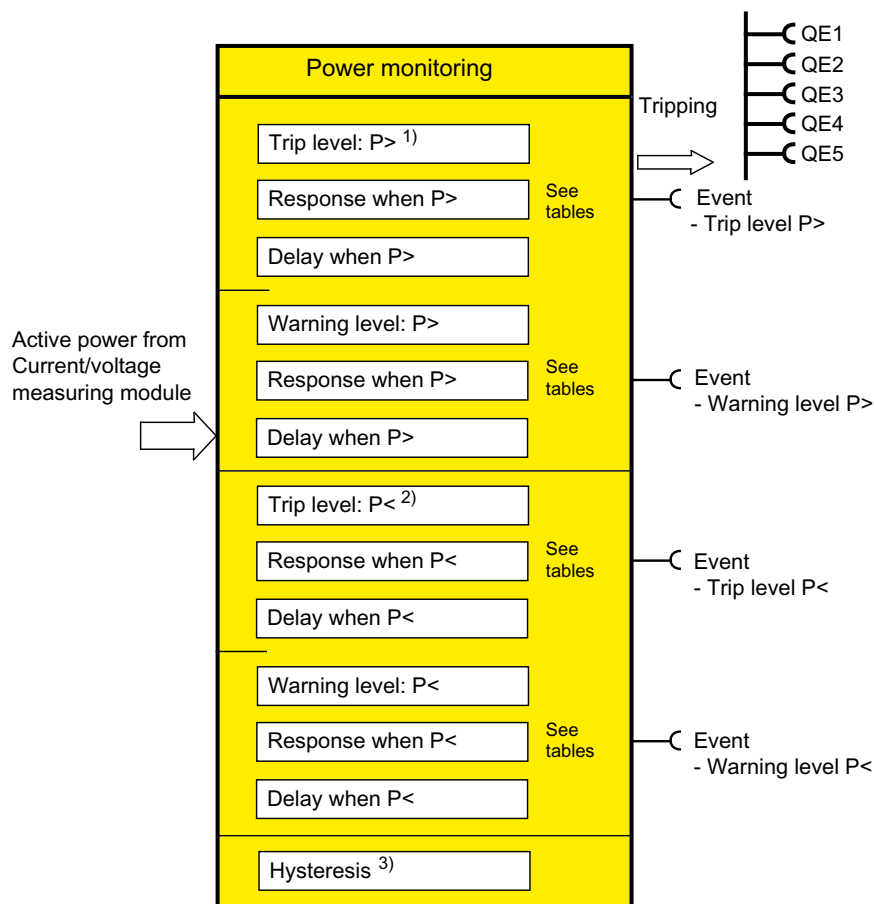 Power monitoring
QE1
QE2
QE3
QE4
QE5
Tripping
Trip level: P> 1)
Response when P>
See
tables
Event
- Trip level P>
Delay when P>
Active power from
Current/voltage
measuring module
Warning level: P>
Response when P>
See
tables
Event
- Warning level P>
Delay when P>
Trip level: P< 2)
Response when P<
See
tables
Event
- Trip level P<
Delay when P<
Warning level: P<
Response when P<
See
tables
Event
- Warning level P<
Delay when P<
Hysteresis 3)